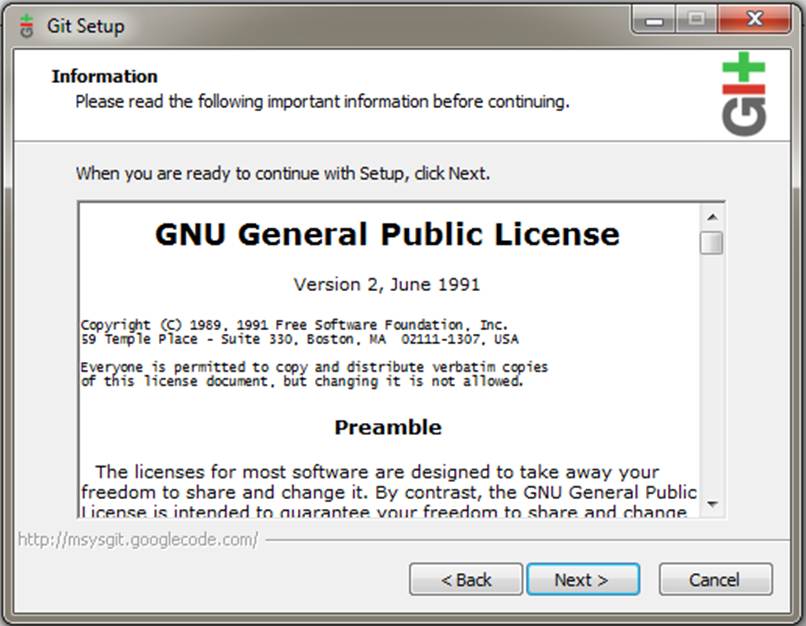 Git Setup
Information
Please read the following important information before continuing.
GIt
When you are ready to continue with Setup, click Next.
GNU General Public License
Version 2, June 1991
Copyright (C) 1989, 1991 Free Software Foundation, Inc.
59 Temple Place - Suite 330, Boston, MA  02111-1307, USA
Everyone is permitted to copy and distribute verbatim copies
of this license document, but changing it is not allowed.
Preamble
The licenses for most software are designed to take away your
freedom to share and change it. By contrast, the GNU General Public
License is intended to guarantee your freedom to share and change
http://msysgit.googlecode.com/
< Back
Next >
Cancel